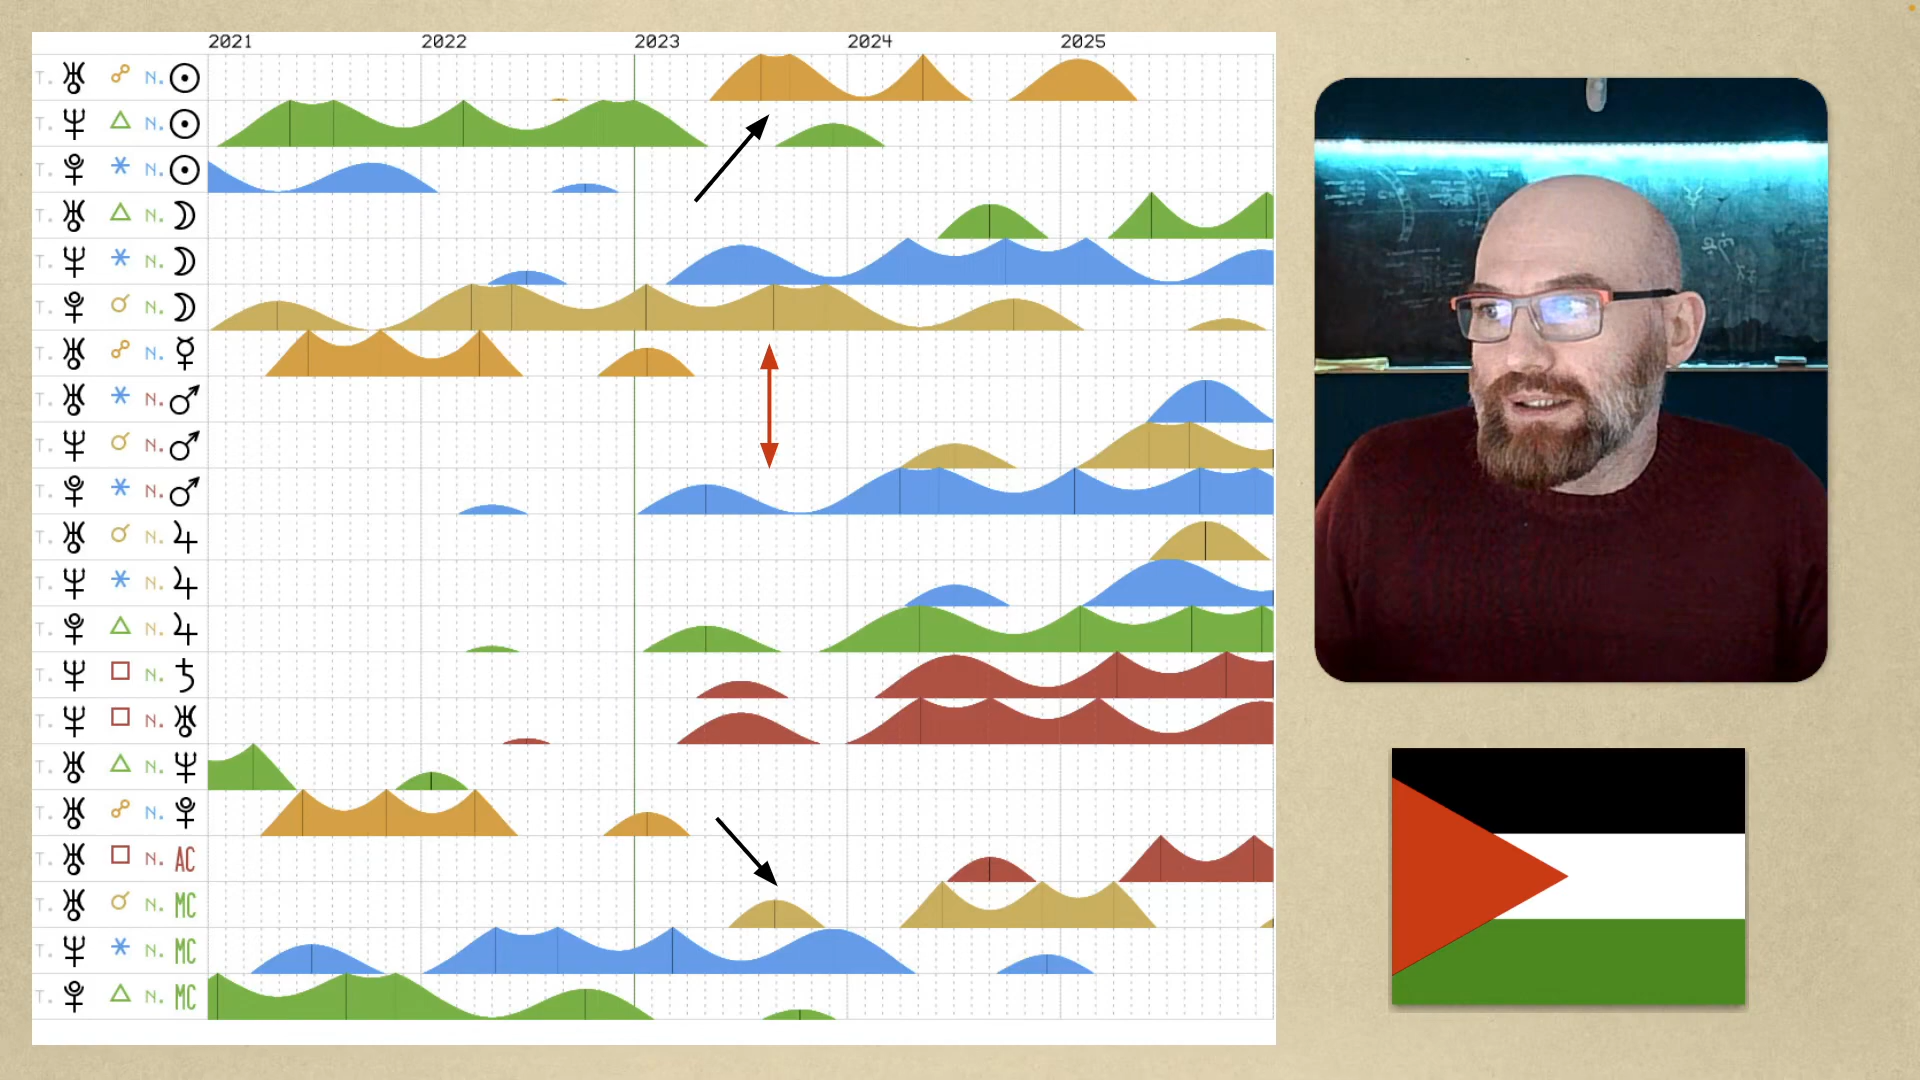 2021 2022 2023 2024 2025
T. ♅ ☍ N. ☉
T. ♆ △ N. ☉
T. ⯓ ⚹ N. ☉
T. ♅ △ N. ☽
T. ♆ ⚹ N. ☽
T. ⯓ ☌ N. ☽
T. ♅ ☍ N. ☿
T. ♅ ⚹ N. ♂
T. ♆ ☌ N. ♂
T. ⯓ ⚹ N. ♂
T. ♅ ☌ N. ♃
T. ♆ ⚹ N. ♃
T. ⯓ △ N. ♃
T. ♆ □ N. ♄
T. ♆ □ N. ♅
T. ♅ △ N. ♆
T. ♅ ☍ N. ⯓
T. ♅ □ N. AC
T. ♅ ☌ N. MC
T. ♆ ⚹ N. MC
T. ⯓ △ N. MC